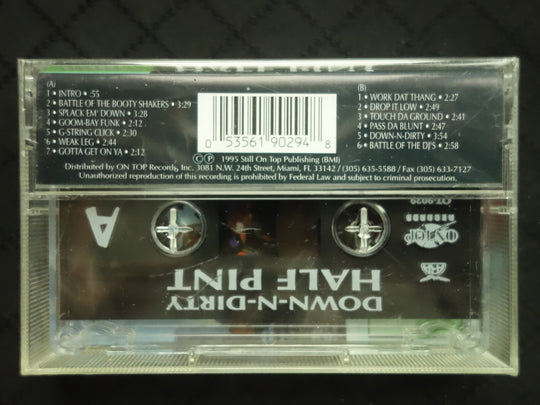 (A)
1 • INTRO • :55
2 • BATTLE OF THE BOOTY SHAKERS • 3:29
3 • SPLACK EM' DOWN • 3:28
4 • GOOM-BAY FUNK • 2:12
5 • G-STRING CLICK • 2:30
6 • WEAK LEG • 2:44
7 • GOTTA GET ON YA • 2:12
0 53561 90294 8
(B)
1 • WORK DAT THANG • 2:27
2 • DROP IT LOW • 2:49
3 • TOUCH DA GROUND • 2:41
4 • PASS DA BLUNT • 2:47
5 • DOWN-N-DIRTY • 3:54
6 • BATTLE OF THE DJ'S • 2:58
© ℗ 1995 Still On Top Publishing (BMI)
Distributed by ON TOP Records, Inc. 3081 N.W. 24th Street, Miami, FL 33142 / (305) 635-5588 / Fax (305) 633-7127
Unauthorized reproduction of this recording is prohibited by Federal Law and subject to criminal prosecution.
A
ON TOP
RECORDS
OT-9029
HALF PINT
DOWN-N-DIRTY